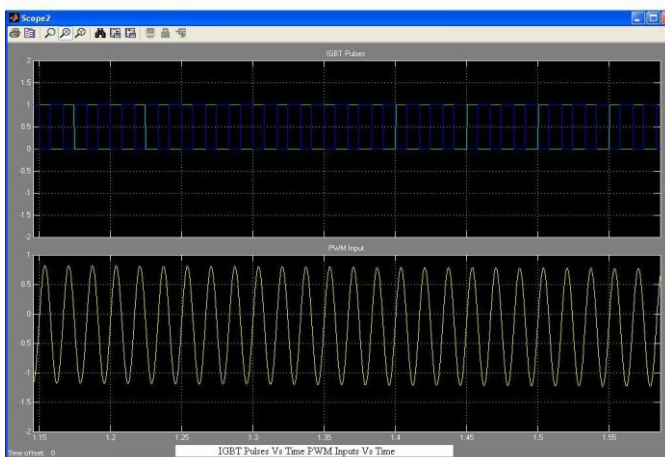 Scope2
IGBT Pulses
2
1.5
1
0.5
0
-0.5
-1
-1.5
-2
PWM Input
1
0.5
0
-0.5
-1
-1.5
-2
1.15 1.2 1.25 1.3 1.35 1.4 1.45 1.5 1.55
Time offset: 0
IGBT Pulses Vs Time PWM Inputs Vs Time